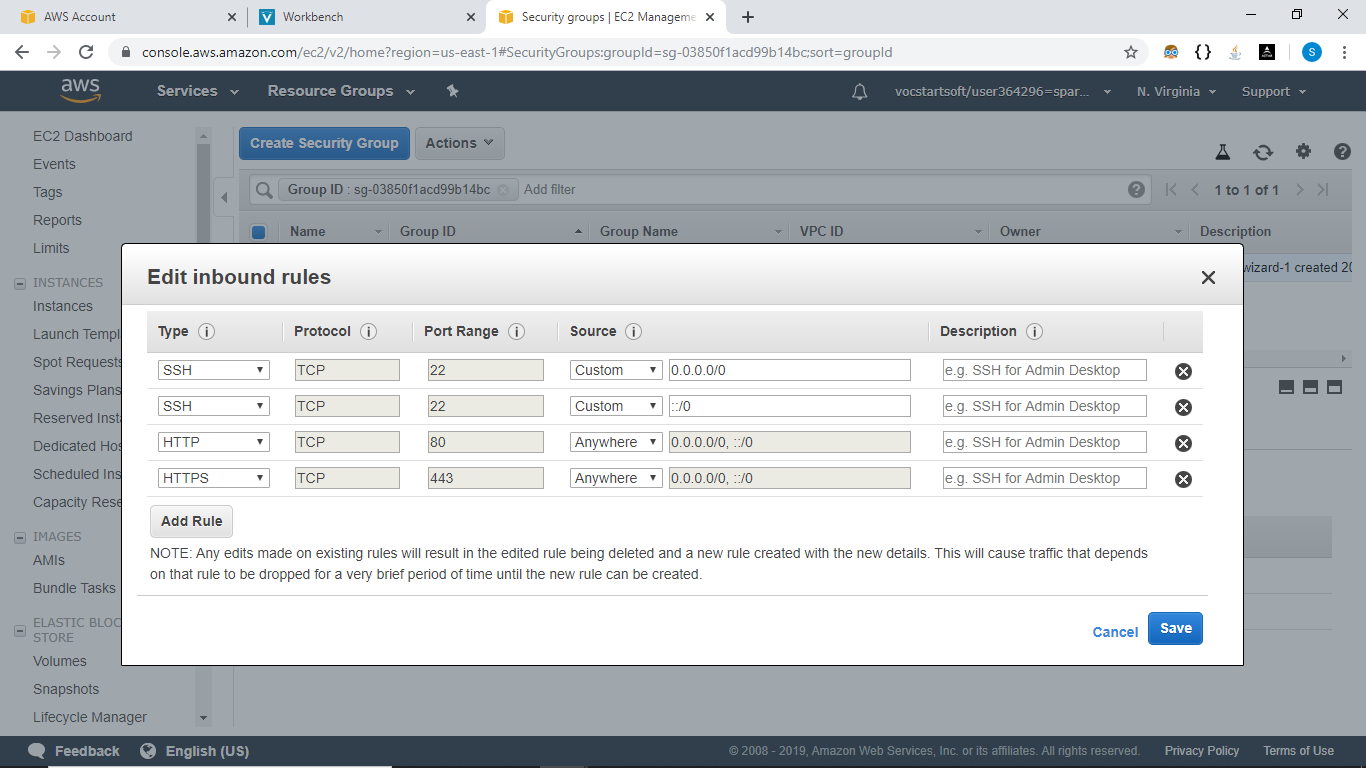 AWS Account
Workbench
Security groups | EC2 Manageme
console.aws.amazon.com/ec2/v2/home?region=us-east-1#SecurityGroups:groupId=sg-03850f1acd99b14bc;sort=groupId
S
aws
Services
Resource Groups
vocstartsoft/user364296=spar...
N. Virginia
Support
EC2 Dashboard
Events
Tags
Reports
Limits
INSTANCES
Instances
Launch Templ
Spot Requests
Savings Plans
Reserved Insta
Dedicated Hos
Scheduled Ins
Capacity Rese
IMAGES
AMIs
Bundle Tasks
ELASTIC BLOC
STORE
Volumes
Snapshots
Lifecycle Manager
Create Security Group
Actions
Group ID : sg-03850f1acd99b14bc
Add filter
1 to 1 of 1
Name Group ID Group Name VPC ID Owner Description
wizard-1 created 20
Edit inbound rules
Type Protocol Port Range Source Description
SSH TCP 22 Custom 0.0.0.0/0 e.g. SSH for Admin Desktop
SSH TCP 22 Custom ::/0 e.g. SSH for Admin Desktop
HTTP TCP 80 Anywhere 0.0.0.0/0, ::/0 e.g. SSH for Admin Desktop
HTTPS TCP 443 Anywhere 0.0.0.0/0, ::/0 e.g. SSH for Admin Desktop
Add Rule
NOTE: Any edits made on existing rules will result in the edited rule being deleted and a new rule created with the new details. This will cause traffic that depends
on that rule to be dropped for a very brief period of time until the new rule can be created.
Cancel
Save
Feedback
English (US)
© 2008 - 2019, Amazon Web Services, Inc. or its affiliates. All rights reserved.
Privacy Policy
Terms of Use